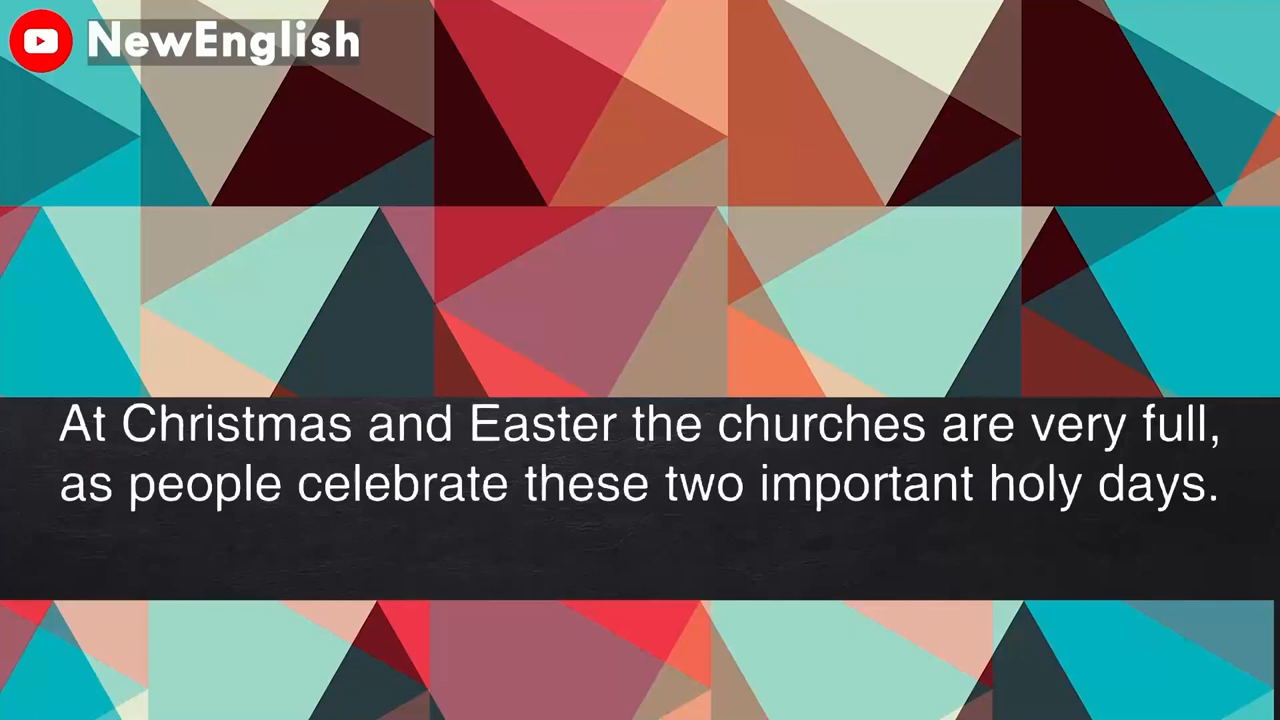 NewEnglish
At Christmas and Easter the churches are very full,
as people celebrate these two important holy days.